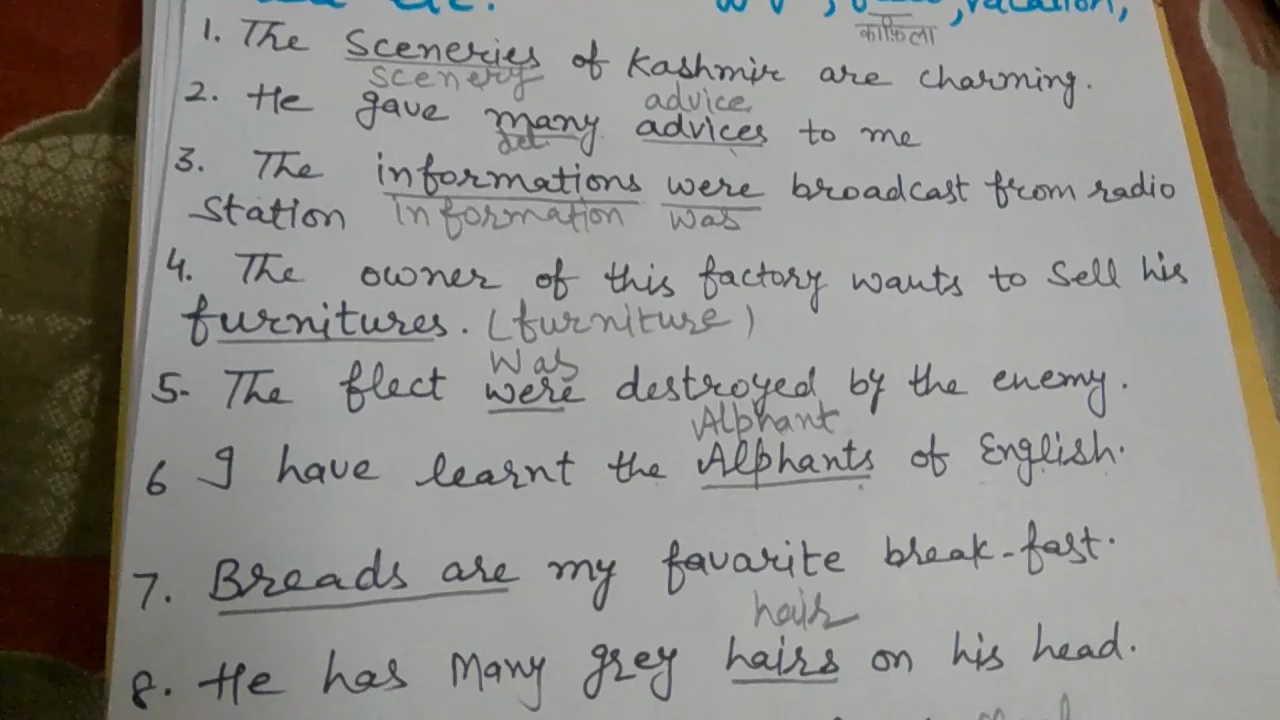 etc.
, vacation,
काफ़िला
1. The Sceneries of Kashmir are charming.
scenery
advice
2. He gave many advices to me
det
3. The informations were broadcast from radio
Station information was
4. The owner of this factory wants to Sell his
furnitures. (furniture)
Was
5. The flect were destroyed by the enemy.
Alphant
6 I have learnt the Alphants of English.
7. Breads are my favarite break-fast.
hair
8. He has Many grey hairs on his head.